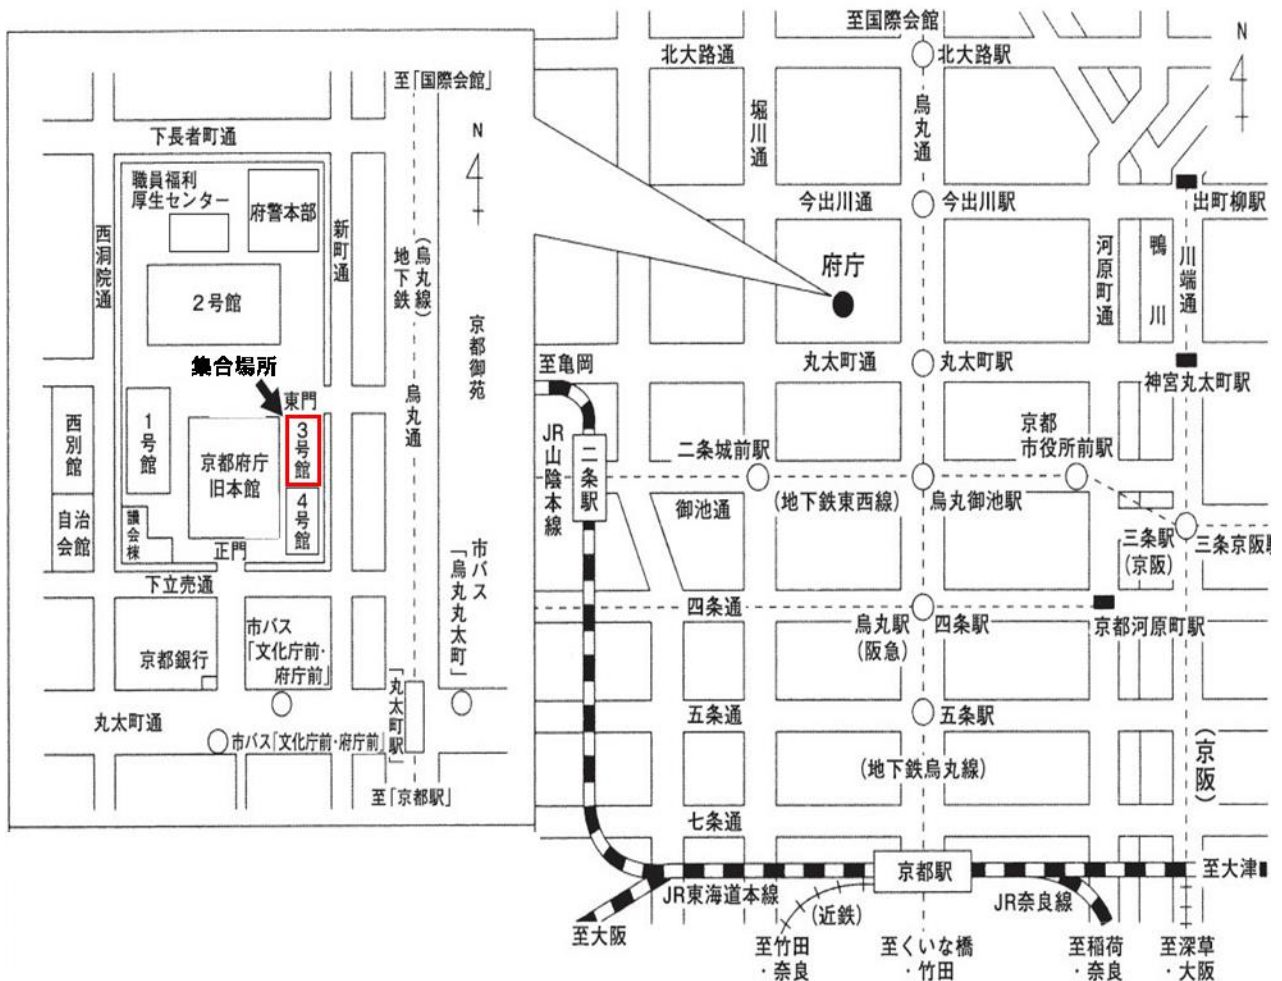 至「国際会館」
下長者町通
N
職員福利
厚生センター
府警本部
西洞院通
新町通
地下鉄
(烏丸線)
2号館
京都御苑
集合場所
東門
烏丸通
西別館
1号館
京都府庁
旧本館
3号館
4号館
自治
会館
議会棟
正門
下立売通
市バス
「烏丸丸太町」
京都銀行
市バス
「文化庁前・
府庁前」
「丸太町駅」
丸太町通
市バス「文化庁前・府庁前」
至「京都駅」
至国際会館
N
北大路通
北大路駅
堀川通
烏丸通
今出川通
今出川駅
出町柳駅
府庁
河原町通
鴨川
川端通
至亀岡
丸太町通
丸太町駅
神宮丸太町駅
JR山陰本線
二条駅
二条城前駅
京都
市役所前駅
御池通
(地下鉄東西線)
烏丸御池駅
三条駅
(京阪)
三条京阪駅
四条通
烏丸駅
(阪急)
四条駅
京都河原町駅
五条通
五条駅
(京阪)
(地下鉄烏丸線)
七条通
京都駅
至大津
JR東海道本線
(近鉄)
JR奈良線
至大阪
至竹田
・奈良
至くいな橋
・竹田
至稲荷
・奈良
至深草
・大阪